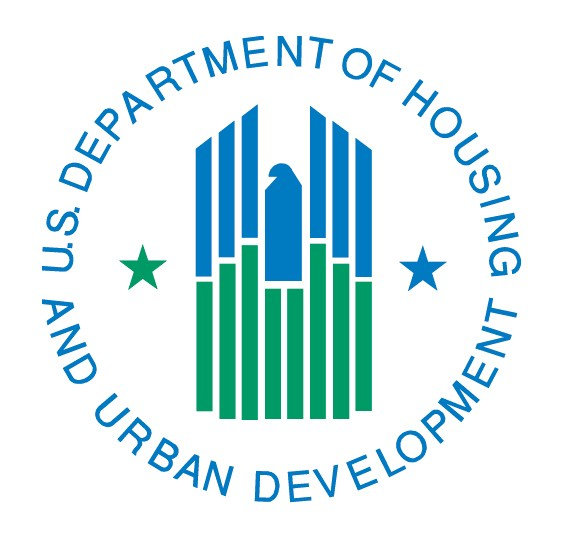 U.S. DEPARTMENT OF HOUSING
AND URBAN DEVELOPMENT